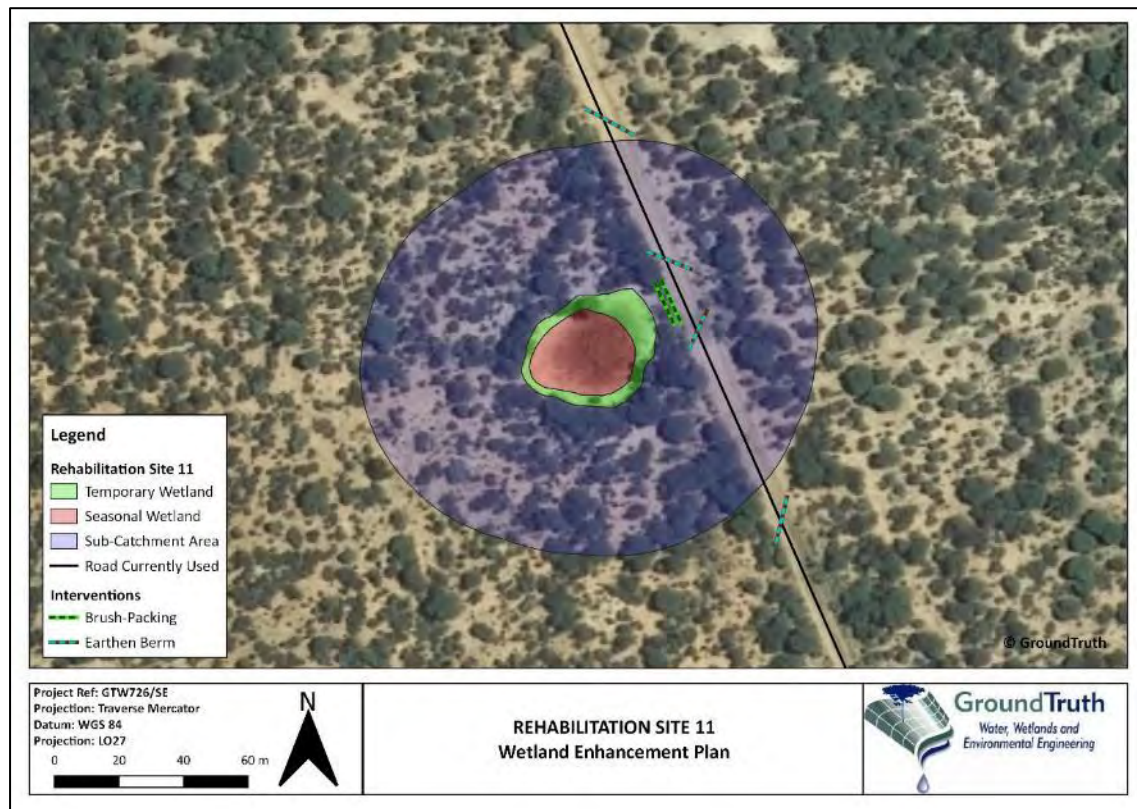 Legend
Rehabilitation Site 11
Temporary Wetland
Seasonal Wetland
Sub-Catchment Area
Road Currently Used
Interventions
Brush-Packing
Earthen Berm
© GroundTruth
Project Ref: GTW726/SE
Projection: Traverse Mercator
Datum: WGS 84
Projection: LO27
0 20 40 60 m
N
REHABILITATION SITE 11
Wetland Enhancement Plan
GroundTruth
Water, Wetlands and
Environmental Engineering